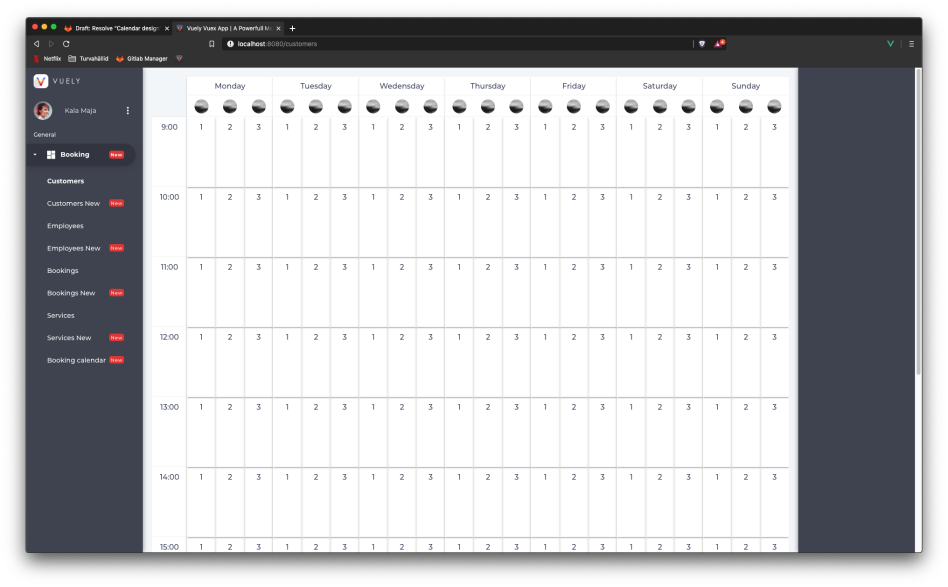 Draft: Resolve "Calendar design
Vuely Vuex App | A Powerfull M
localhost:8080/customers
Netflix Turvahällid Gitlab Manager
VUELY
Kala Maja
General
Booking New
Customers
Customers New New
Employees
Employees New New
Bookings
Bookings New New
Services
Services New New
Booking calendar New
Monday Tuesday Wednesday Thursday Friday Saturday Sunday
9:00 1 2 3 1 2 3 1 2 3 1 2 3 1 2 3 1 2 3 1 2 3
10:00 1 2 3 1 2 3 1 2 3 1 2 3 1 2 3 1 2 3 1 2 3
11:00 1 2 3 1 2 3 1 2 3 1 2 3 1 2 3 1 2 3 1 2 3
12:00 1 2 3 1 2 3 1 2 3 1 2 3 1 2 3 1 2 3 1 2 3
13:00 1 2 3 1 2 3 1 2 3 1 2 3 1 2 3 1 2 3 1 2 3
14:00 1 2 3 1 2 3 1 2 3 1 2 3 1 2 3 1 2 3 1 2 3
15:00 1 2 3 1 2 3 1 2 3 1 2 3 1 2 3 1 2 3 1 2 3